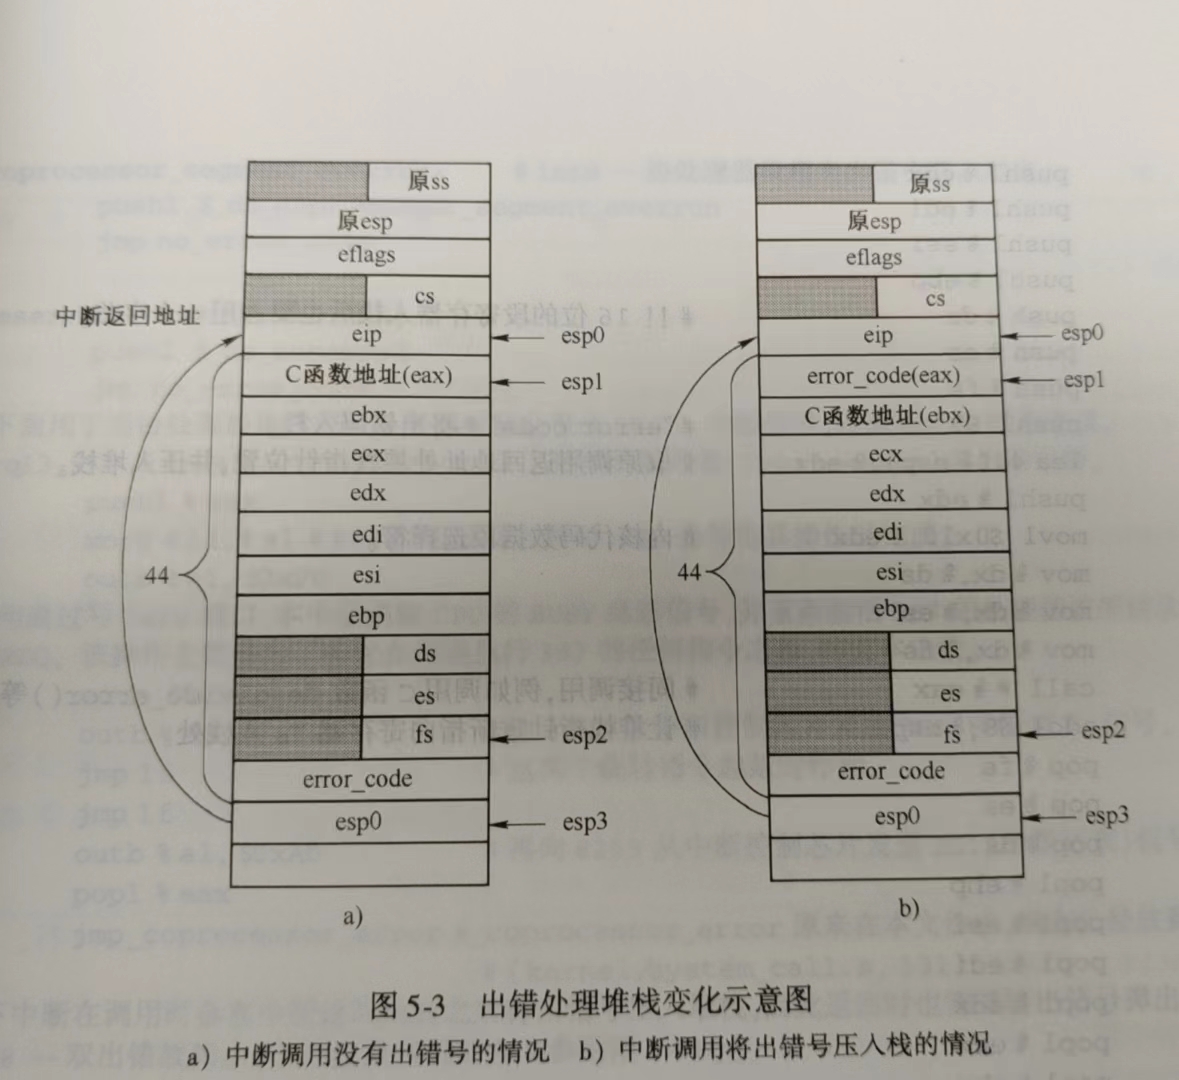 原ss
原esp
eflags
cs
中断返回地址
eip
esp0
C函数地址(eax)
esp1
ebx
ecx
edx
edi
44
esi
ebp
ds
es
fs
esp2
error_code
esp0
esp3
a)
原ss
原esp
eflags
cs
eip
esp0
error_code(eax)
esp1
C函数地址(ebx)
ecx
edx
edi
44
esi
ebp
ds
es
fs
esp2
error_code
esp0
esp3
b)
图 5-3 出错处理堆栈变化示意图
a) 中断调用没有出错号的情况 b) 中断调用将出错号压入栈的情况